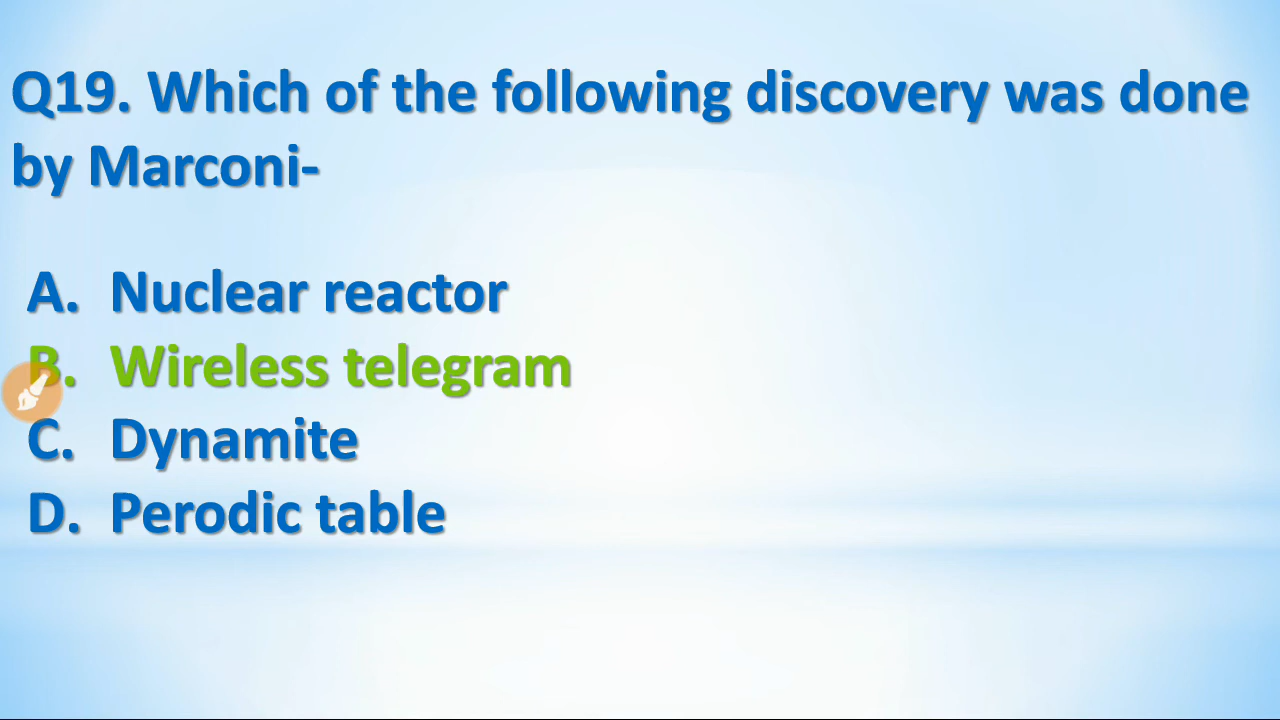 Q19. Which of the following discovery was done
by Marconi-
A. Nuclear reactor
B. Wireless telegram
C. Dynamite
D. Perodic table